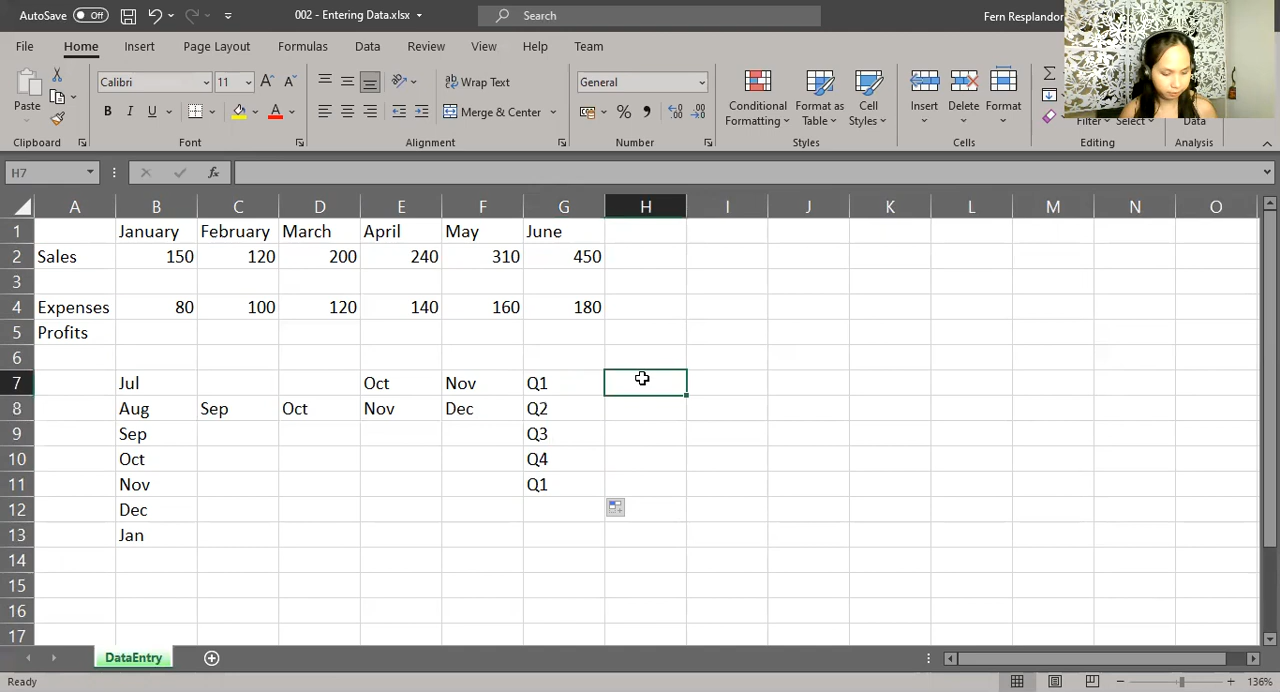 AutoSave Off 002 - Entering Data.xlsx Search Fern Resplandor
File Home Insert Page Layout Formulas Data Review View Help Team
Calibri 11 Wrap Text General
Paste B I U Merge & Center Conditional Formatting Format as Table Cell Styles Insert Delete Format Filter Select Data
Clipboard Font Alignment Number Styles Cells Editing Analysis
H7 fx
A B C D E F G H I J K L M N O
1 January February March April May June
2 Sales 150 120 200 240 310 450
3
4 Expenses 80 100 120 140 160 180
5 Profits
6
7 Jul Oct Nov Q1
8 Aug Sep Oct Nov Dec Q2
9 Sep Q3
10 Oct Q4
11 Nov Q1
12 Dec
13 Jan
14
15
16
17
DataEntry
Ready 136%